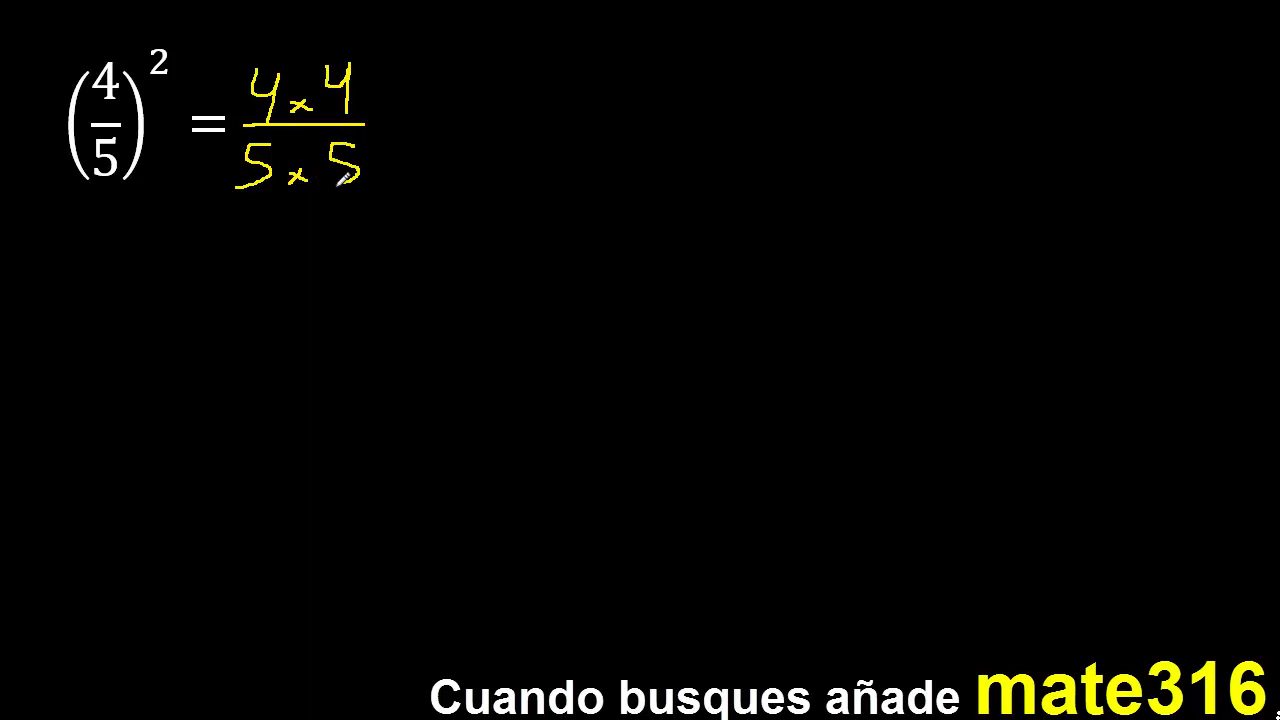 (4/5)² = 4 x 4 / 5 x 5
Cuando busques añade mate316